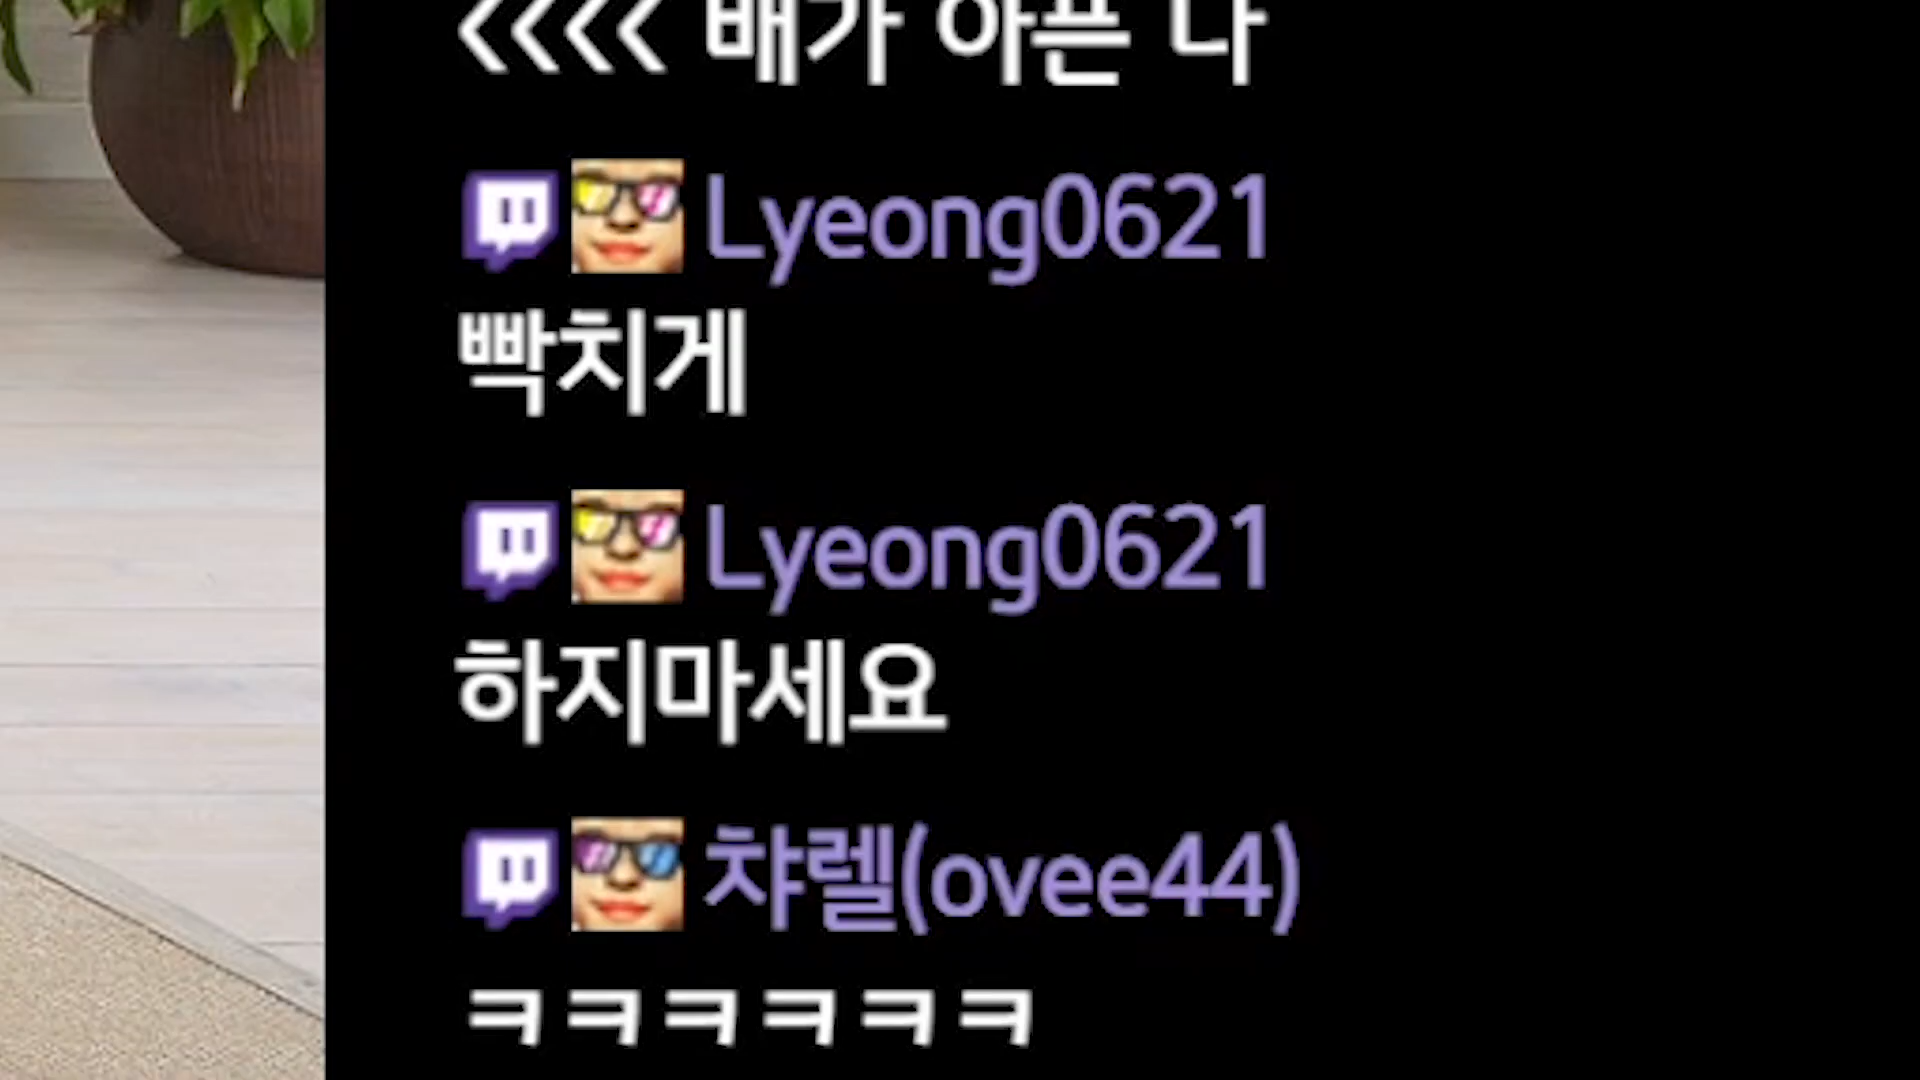 <<<< 배가 아픈 나
Lyeong0621
빡치게
Lyeong0621
하지마세요
챠렐(ovee44)
ㅋㅋㅋㅋㅋㅋ